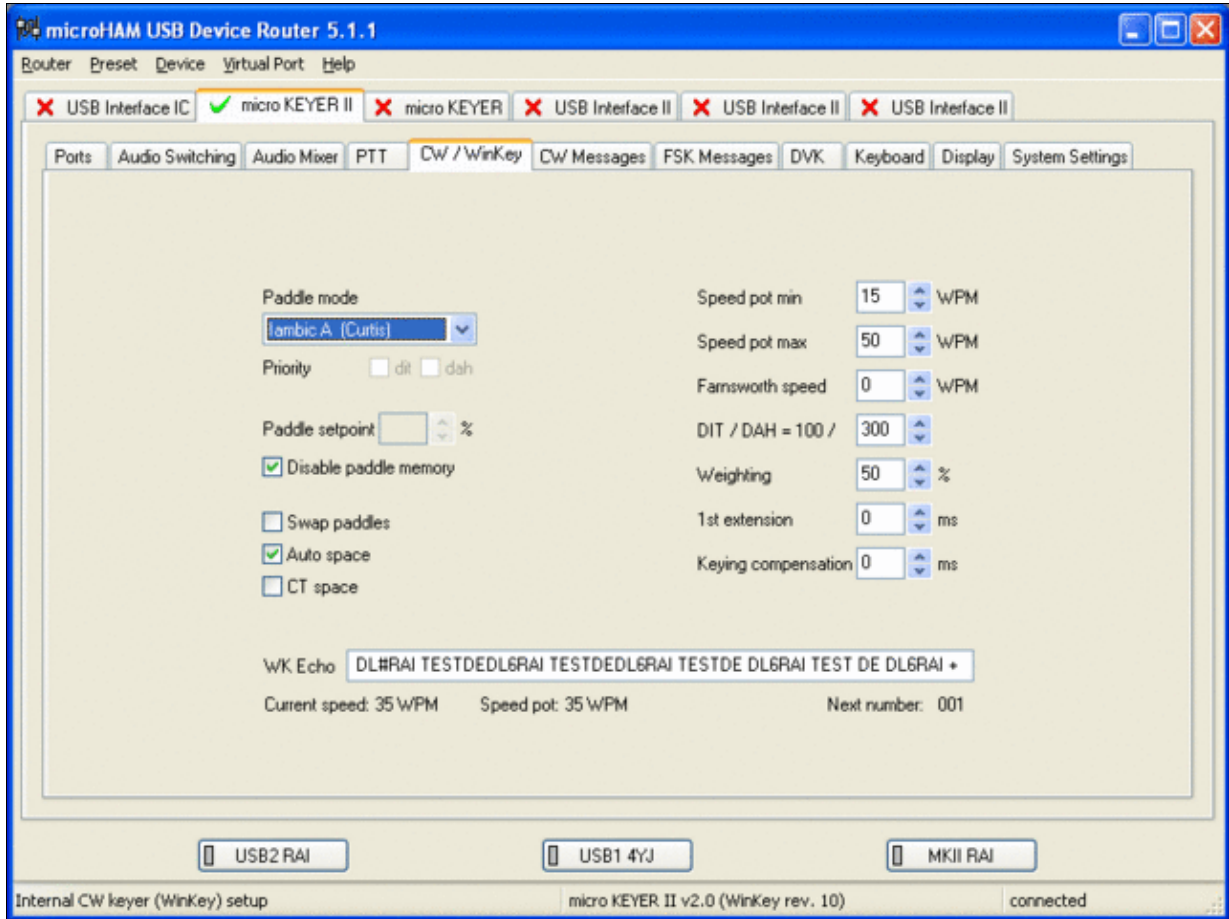 microHAM USB Device Router 5.1.1
Router Preset Device Virtual Port Help
USB Interface IC micro KEYER II micro KEYER USB Interface II USB Interface II USB Interface II
Ports Audio Switching Audio Mixer PTT CW / WinKey CW Messages FSK Messages DVK Keyboard Display System Settings
Paddle mode
Iambic A (Curtis)
Priority dit dah
Paddle setpoint %
Disable paddle memory
Swap paddles
Auto space
CT space
Speed pot min 15 WPM
Speed pot max 50 WPM
Farnsworth speed 0 WPM
DIT / DAH = 100 / 300
Weighting 50 %
1st extension 0 ms
Keying compensation 0 ms
WK Echo DL#RAI TESTDEDL6RAI TESTDEDL6RAI TESTDE DL6RAI TEST DE DL6RAI +
Current speed: 35 WPM Speed pot: 35 WPM Next number: 001
USB2 RAI USB1 4YJ MKII RAI
Internal CW keyer (WinKey) setup micro KEYER II v2.0 (WinKey rev. 10) connected